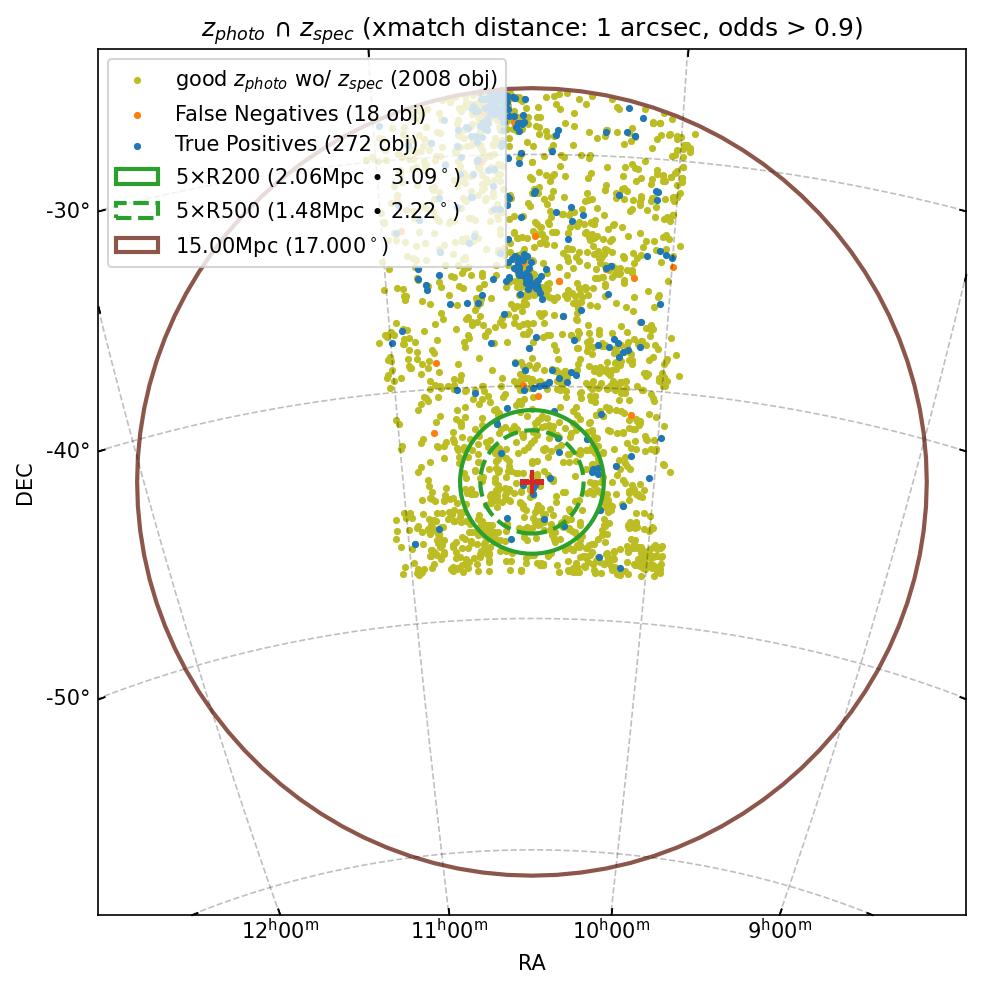 z_photo ∩ z_spec (xmatch distance: 1 arcsec, odds > 0.9)
good z_photo wo/ z_spec (2008 obj)
False Negatives (18 obj)
True Positives (272 obj)
5×R200 (2.06Mpc • 3.09°)
5×R500 (1.48Mpc • 2.22°)
15.00Mpc (17.000°)
-30°
-40°
-50°
DEC
12h00m 11h00m 10h00m 9h00m
RA